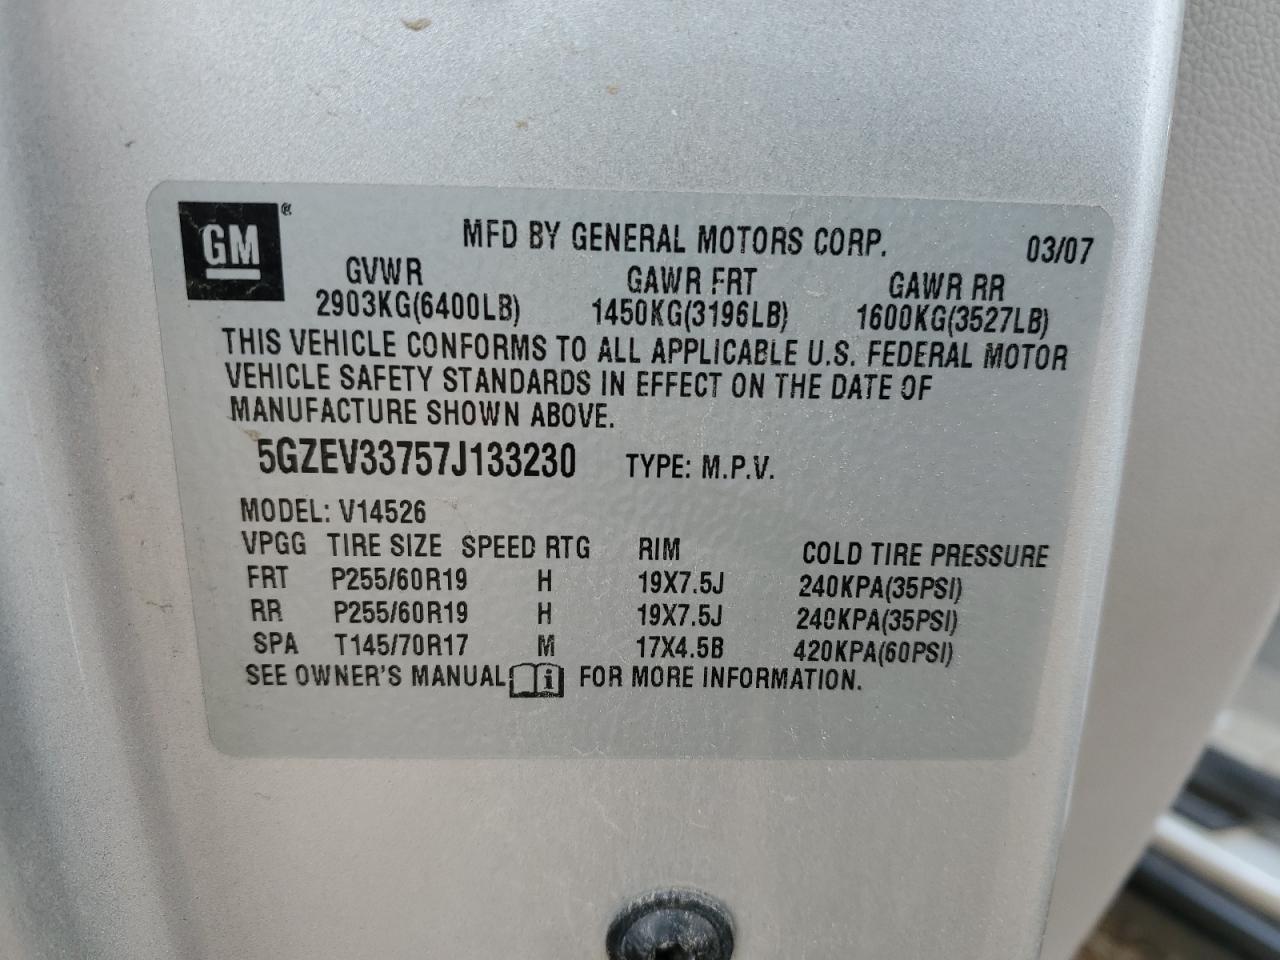 GM ®
MFD BY GENERAL MOTORS CORP. 03/07
GVWR GAWR FRT GAWR RR
2903KG(6400LB) 1450KG(3196LB) 1600KG(3527LB)
THIS VEHICLE CONFORMS TO ALL APPLICABLE U.S. FEDERAL MOTOR
VEHICLE SAFETY STANDARDS IN EFFECT ON THE DATE OF
MANUFACTURE SHOWN ABOVE.
5GZEV33757J133230 TYPE: M.P.V.
MODEL: V14526
VPGG TIRE SIZE SPEED RTG RIM COLD TIRE PRESSURE
FRT P255/60R19 H 19X7.5J 240KPA(35PSI)
RR P255/60R19 H 19X7.5J 240KPA(35PSI)
SPA T145/70R17 M 17X4.5B 420KPA(60PSI)
SEE OWNER'S MANUAL i FOR MORE INFORMATION.